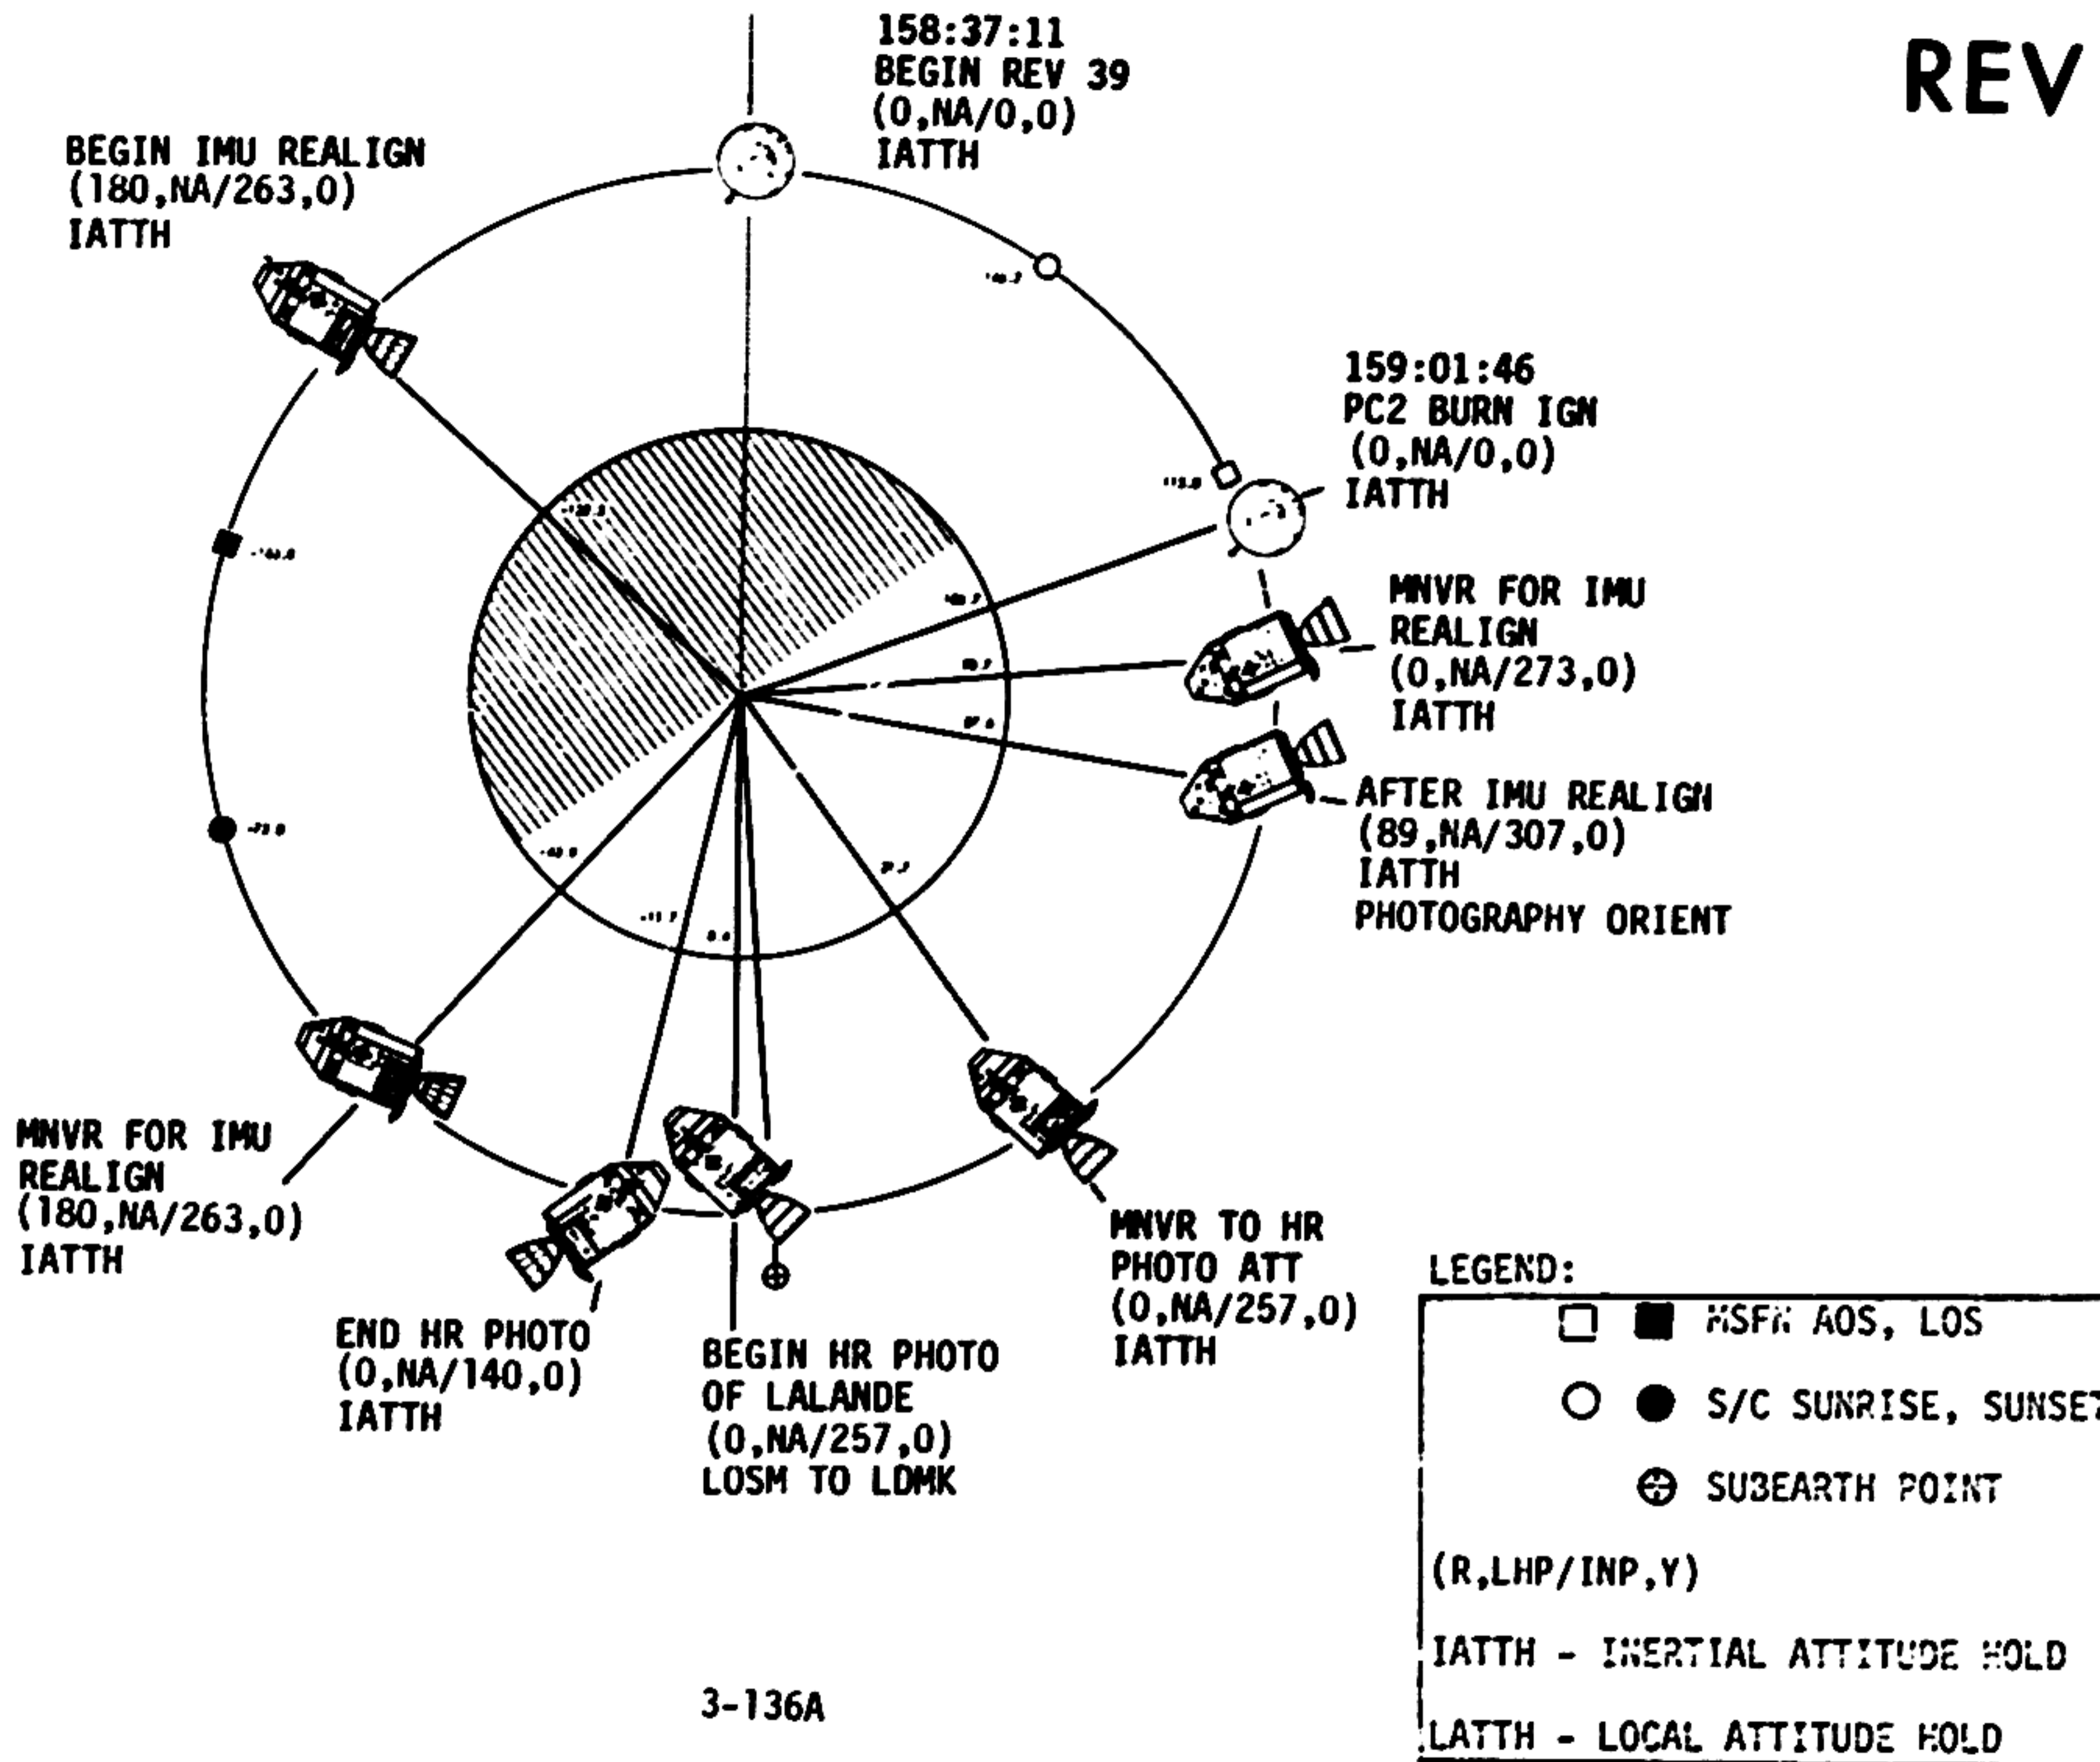 158:37:11
BEGIN REV 39
(0,NA/0,0)
IATTH
REV
BEGIN IMU REALIGN
(180,NA/263,0)
IATTH
159:01:46
PC2 BURN IGN
(0,NA/0,0)
IATTH
MNVR FOR IMU
REALIGN
(0,NA/273,0)
IATTH
AFTER IMU REALIGN
(89,NA/307,0)
IATTH
PHOTOGRAPHY ORIENT
MNVR FOR IMU
REALIGN
(180,NA/263,0)
IATTH
END HR PHOTO
(0,NA/140,0)
IATTH
BEGIN HR PHOTO
OF LALANDE
(0,NA/257,0)
LOSM TO LDMK
MNVR TO HR
PHOTO ATT
(0,NA/257,0)
IATTH
LEGEND:
MSFN AOS, LOS
S/C SUNRISE, SUNSET
SUBEARTH POINT
(R,LHP/INP,Y)
IATTH - INERTIAL ATTITUDE HOLD
LATTH - LOCAL ATTITUDE HOLD
3-136A